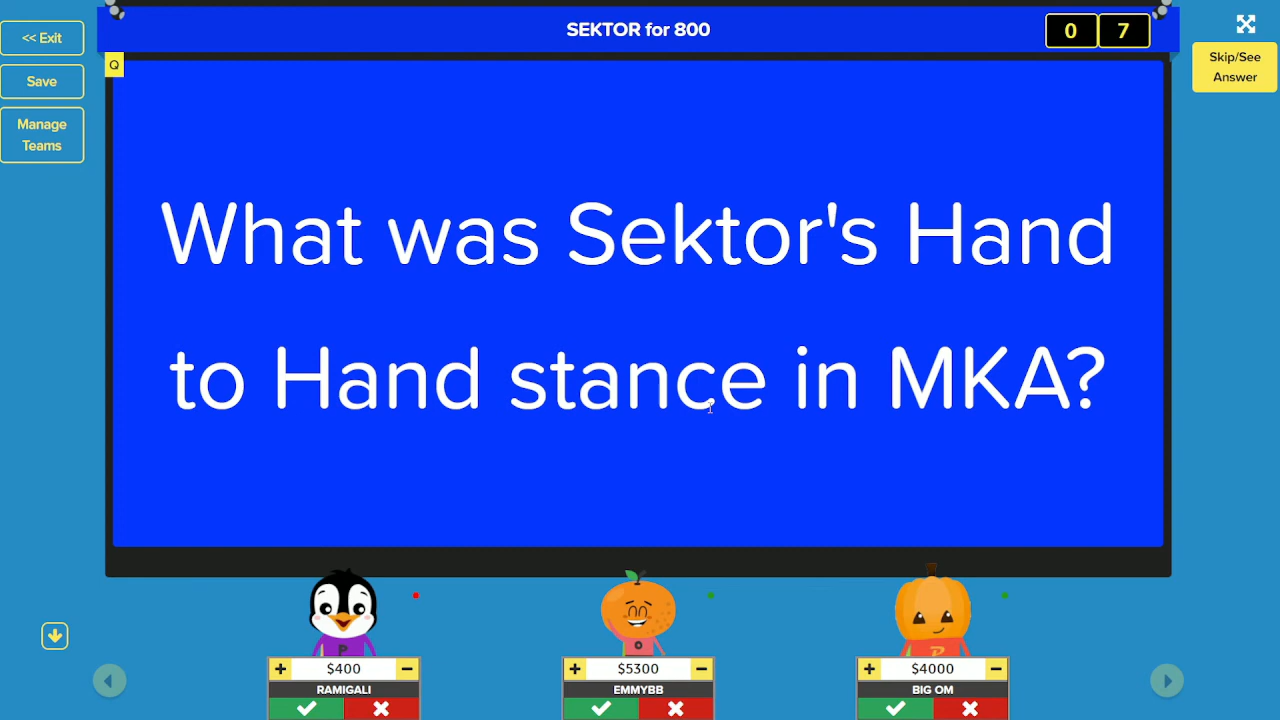 << Exit
SEKTOR for 800
0 7
Skip/See
Answer
Save
Q
Manage
Teams
What was Sektor's Hand
to Hand stance in MKA?
P
O
P
+ $400 −
+ $5300 −
+ $4000 −
RAMIGALI
EMMYBB
BIG OM